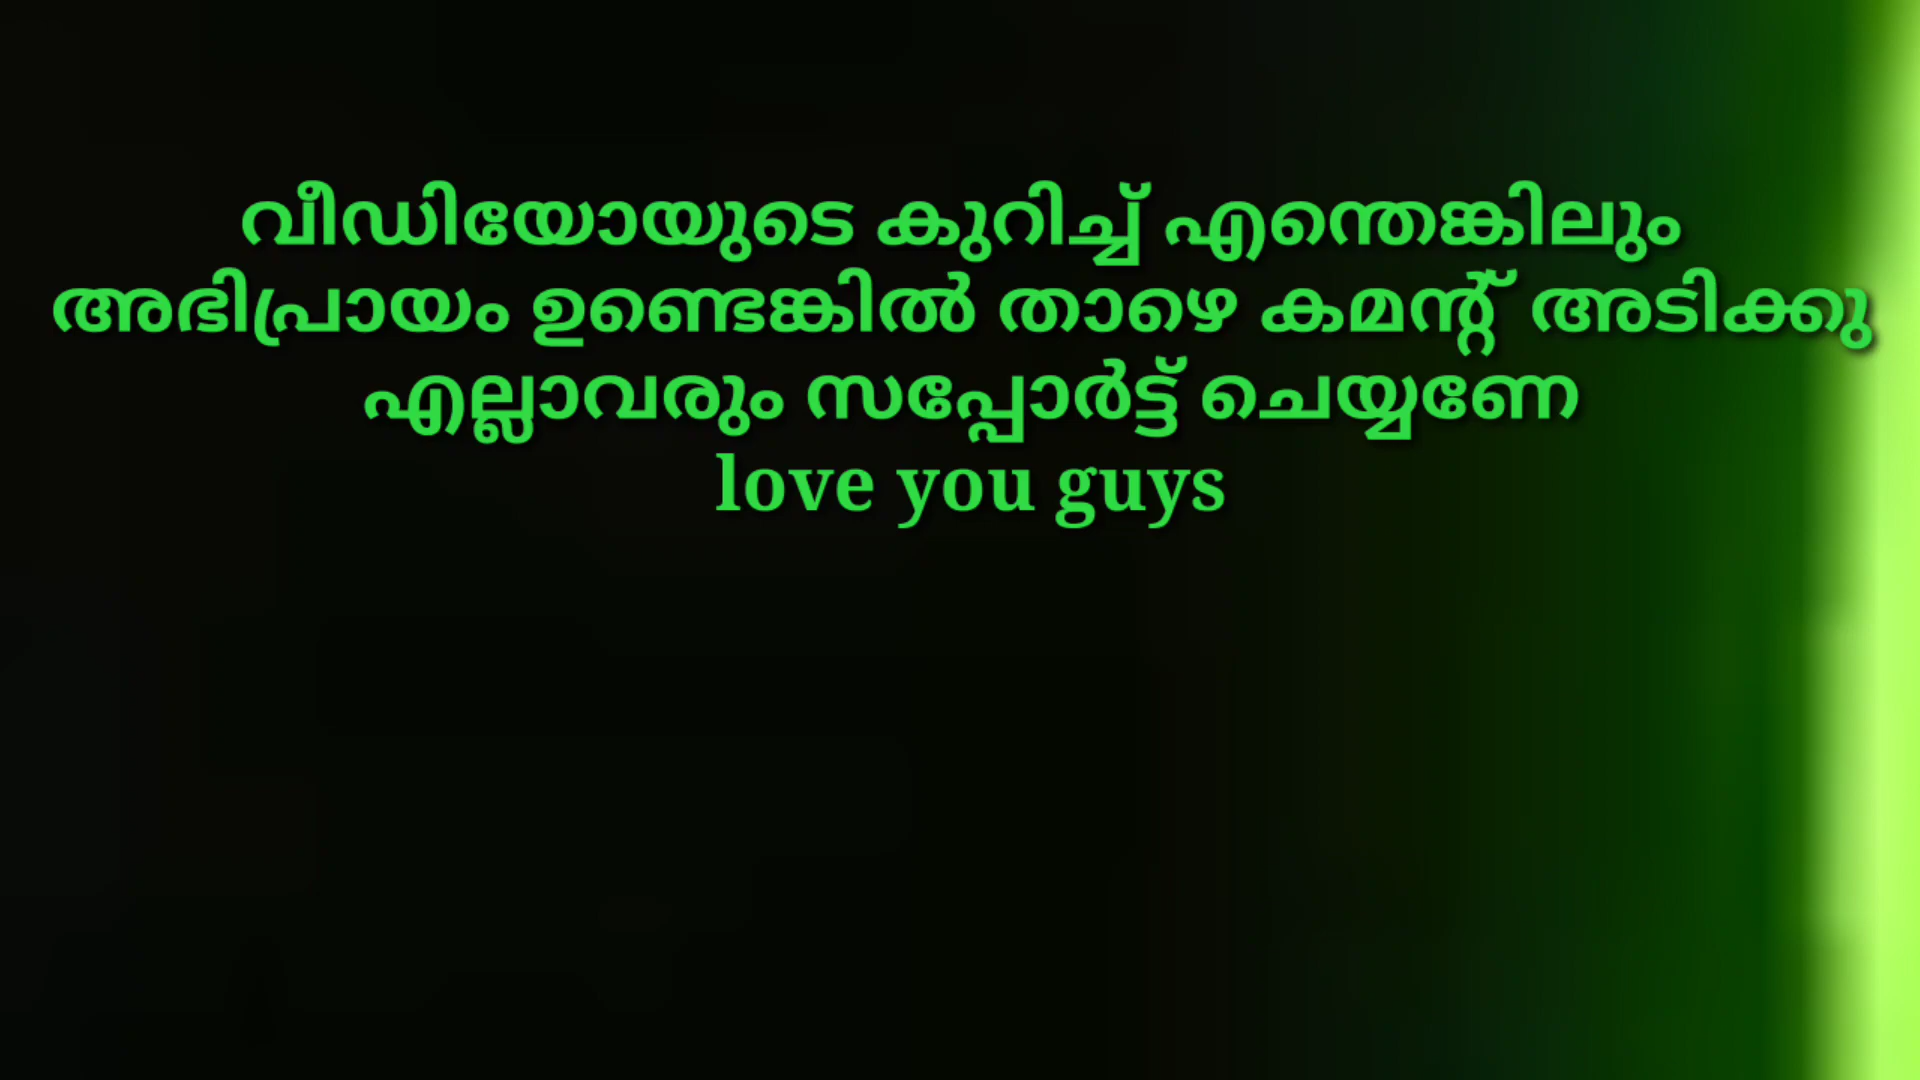 വീഡിയോയുടെ കുറിച്ച് എന്തെങ്കിലും
അഭിപ്രായം ഉണ്ടെങ്കിൽ താഴെ കമന്റ് അടിക്കു
എല്ലാവരും സപ്പോർട്ട് ചെയ്യണേ
love you guys